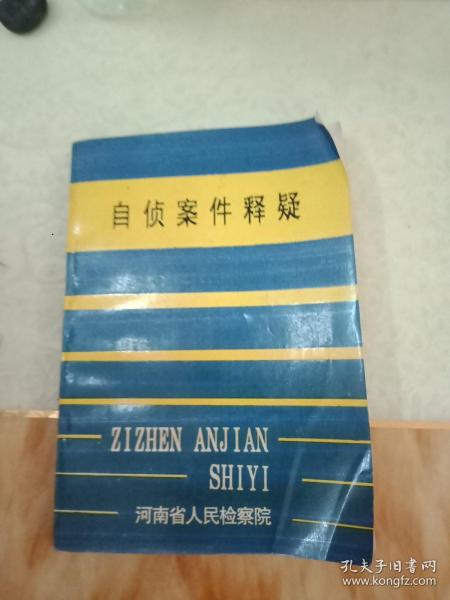 自侦案件释疑
ZIZHEN ANJIAN
SHIYI
河南省人民检察院
孔夫子旧书网
www.kongfz.com